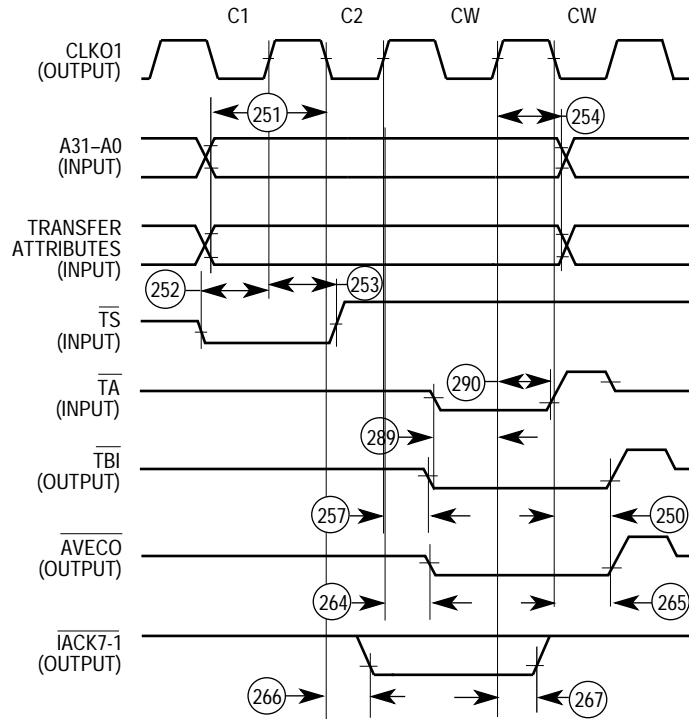 C1 C2 CW CW
CLKO1
(OUTPUT)
251
254
A31–A0
(INPUT)
TRANSFER
ATTRIBUTES
(INPUT)
252
253
TS
(INPUT)
290
TA
(INPUT)
289
TBI
(OUTPUT)
257
250
AVECO
(OUTPUT)
264
265
IACK7-1
(OUTPUT)
266
267